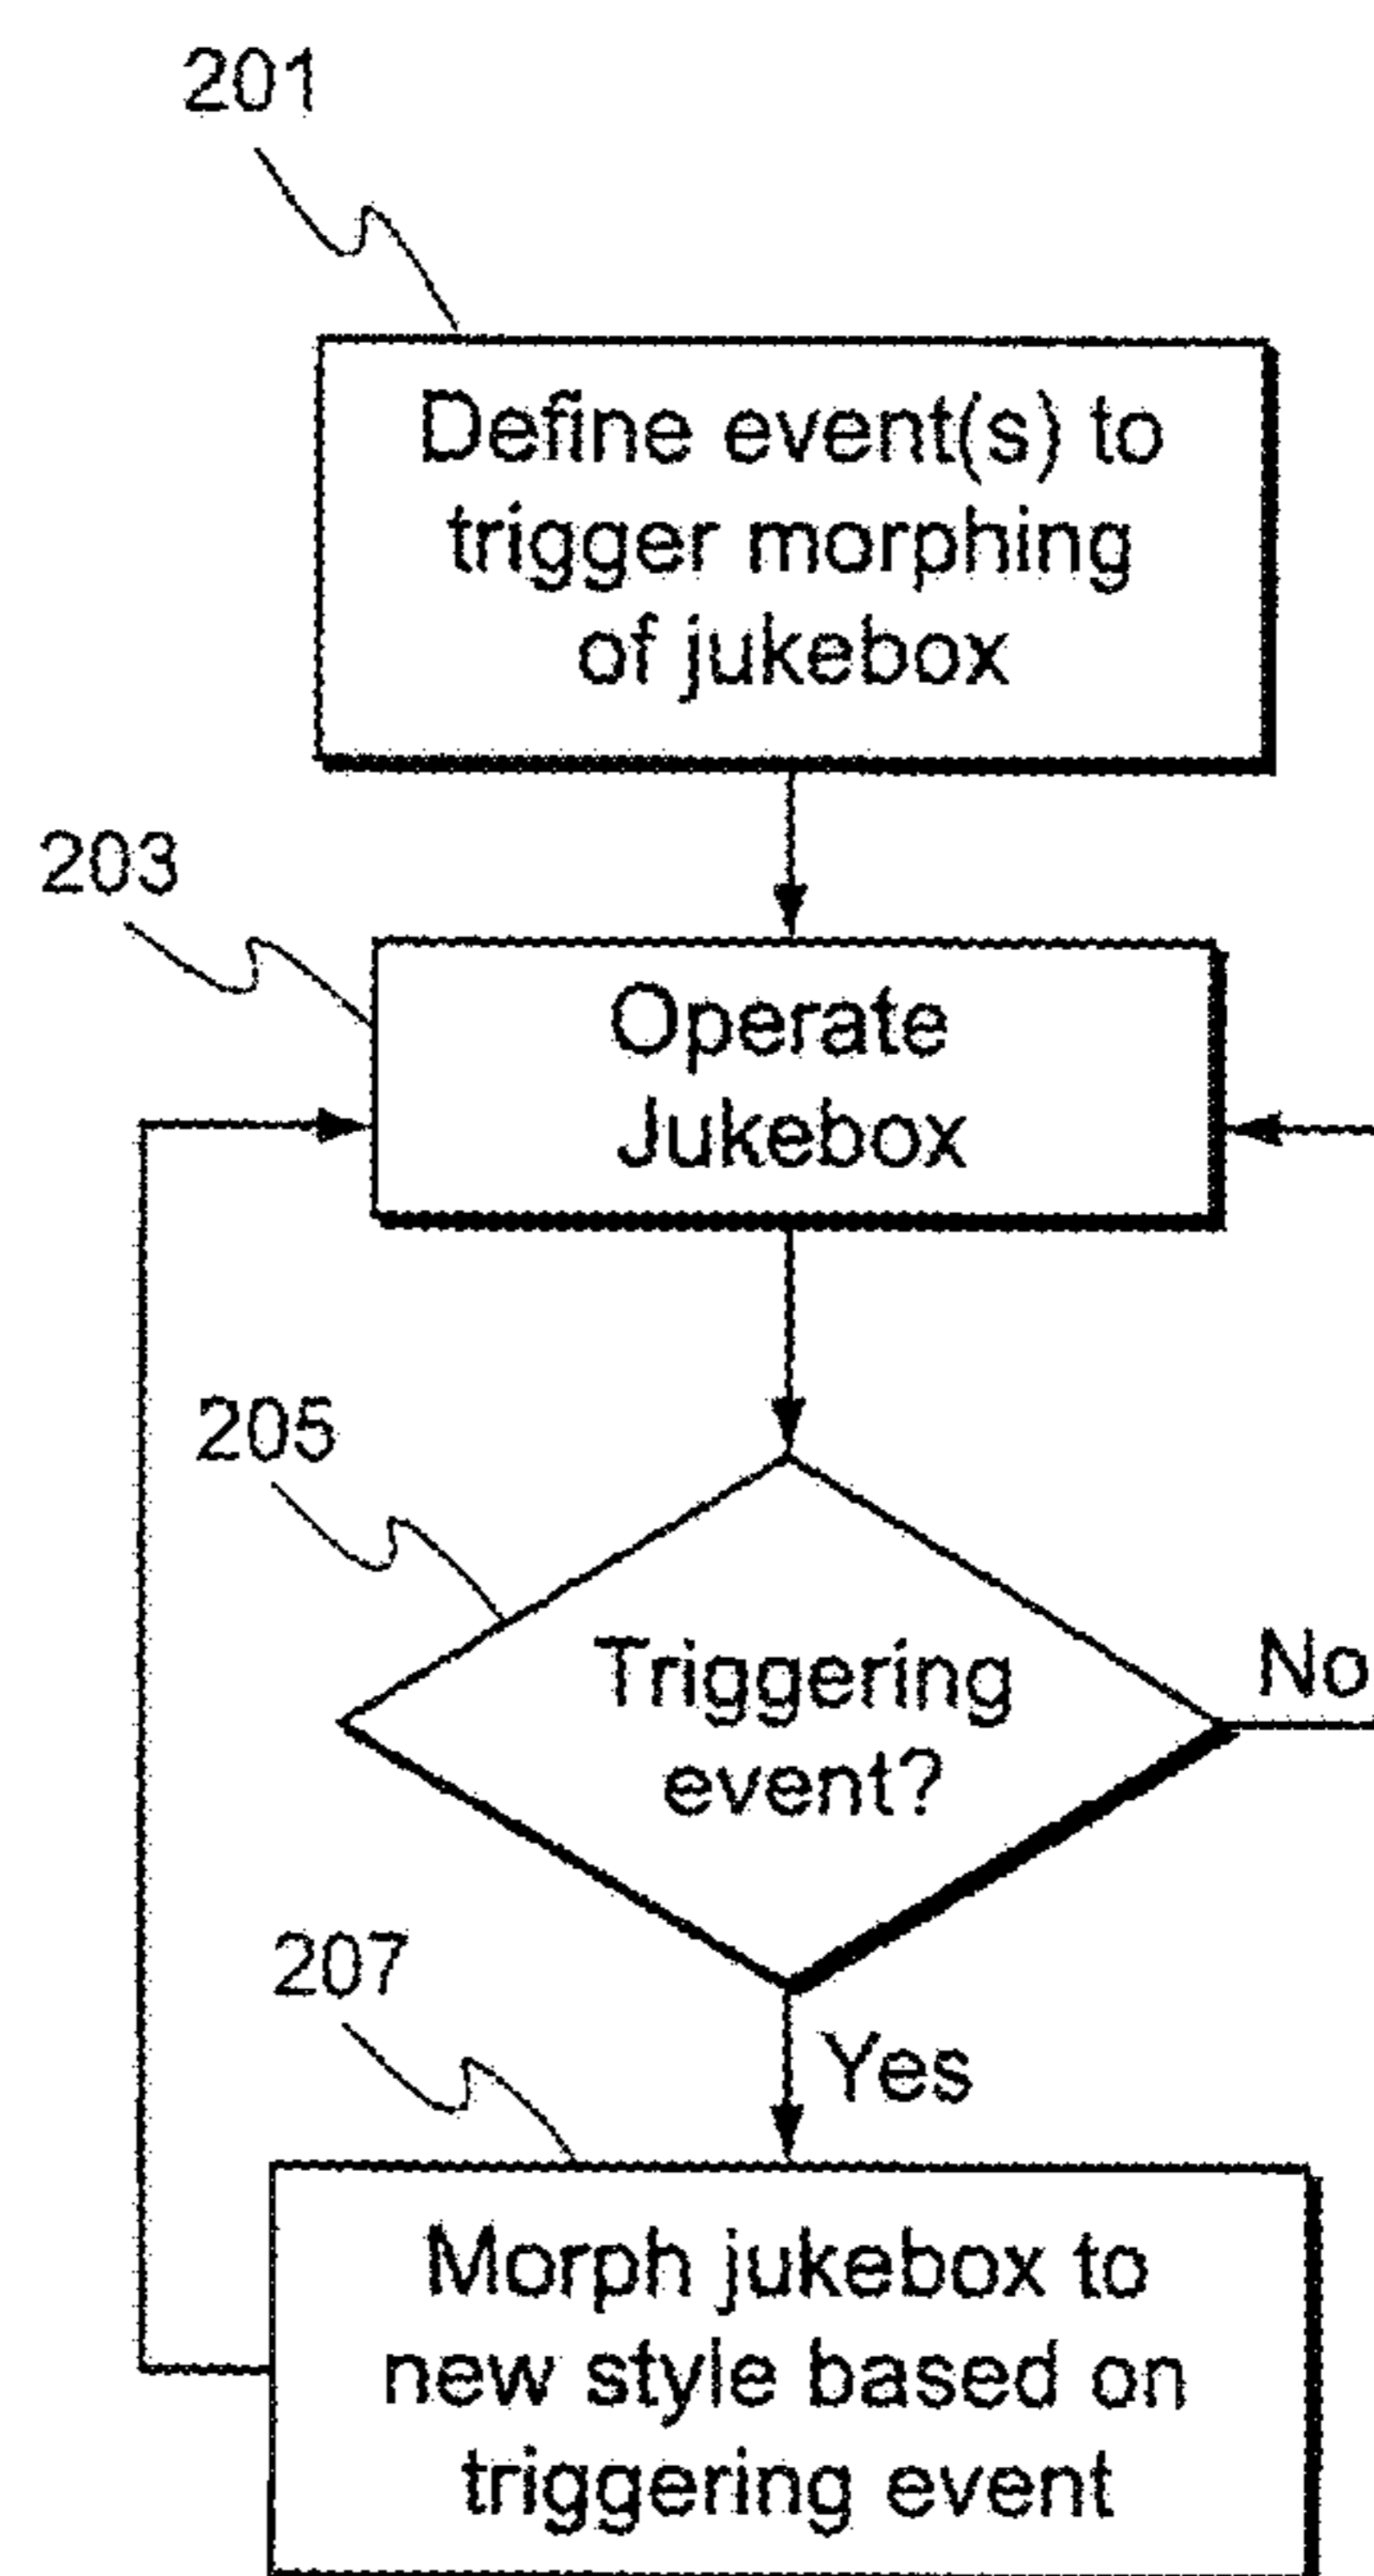 201
Define event(s) to
trigger morphing
of jukebox
203
Operate
Jukebox
205
Triggering
event?
No
207
Yes
Morph jukebox to
new style based on
triggering event